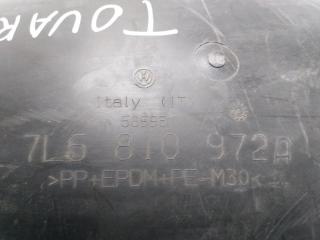 TOUAR
Italy (IT
7L6 810 972A
>PP+EPDM+PE-M30<